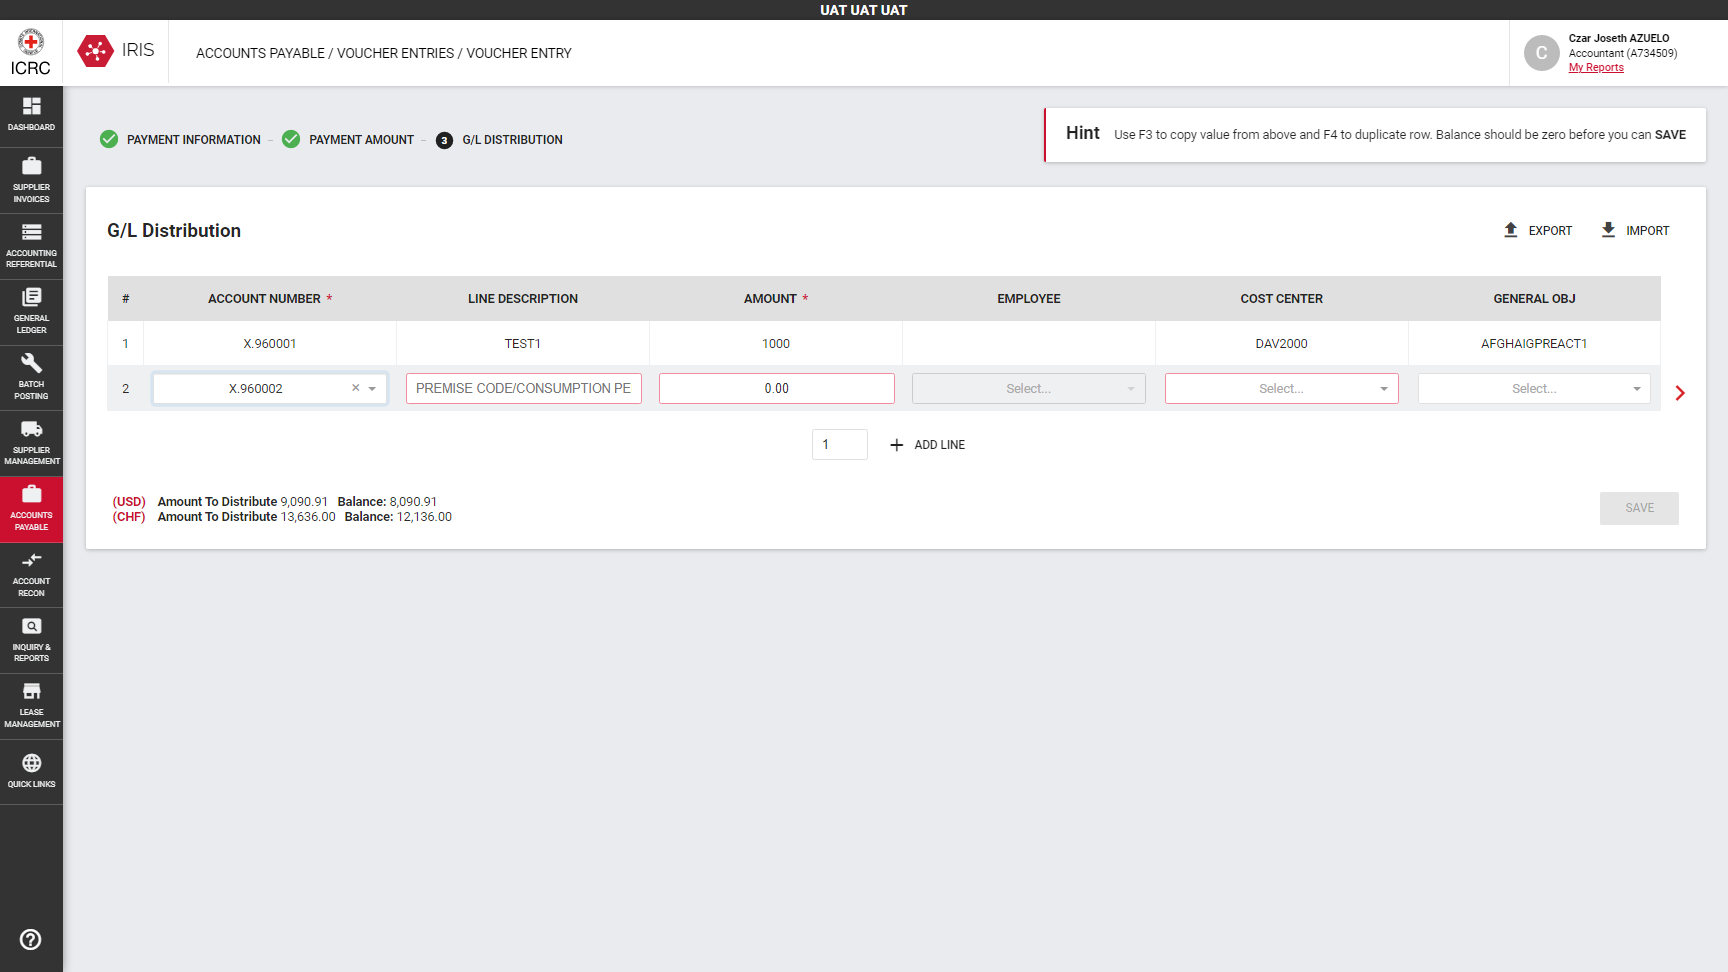 UAT UAT UAT
ICRC
IRIS
ACCOUNTS PAYABLE / VOUCHER ENTRIES / VOUCHER ENTRY
C
Czar Joseth AZUELO
Accountant (A734509)
My Reports
DASHBOARD
SUPPLIER
INVOICES
ACCOUNTING
REFERENTIAL
GENERAL
LEDGER
BATCH
POSTING
SUPPLIER
MANAGEMENT
ACCOUNTS
PAYABLE
ACCOUNT
RECON
INQUIRY &
REPORTS
LEASE
MANAGEMENT
QUICK LINKS
PAYMENT INFORMATION – PAYMENT AMOUNT – 3 G/L DISTRIBUTION
Hint Use F3 to copy value from above and F4 to duplicate row. Balance should be zero before you can SAVE
G/L Distribution
EXPORT IMPORT
# ACCOUNT NUMBER * LINE DESCRIPTION AMOUNT * EMPLOYEE COST CENTER GENERAL OBJ
1 X.960001 TEST1 1000 DAV2000 AFGHAIGPREACT1
2 X.960002 × PREMISE CODE/CONSUMPTION PE 0.00 Select... Select... Select...
1 + ADD LINE
(USD) Amount To Distribute 9,090.91 Balance: 8,090.91
(CHF) Amount To Distribute 13,636.00 Balance: 12,136.00
SAVE